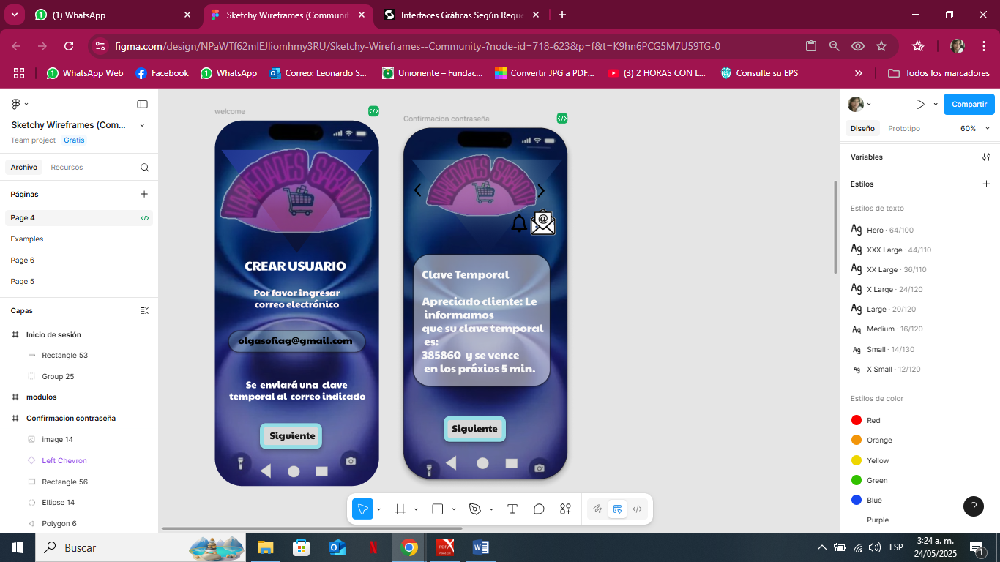 (1) WhatsApp
Sketchy Wireframes (Communit
Interfaces Gráficas Según Reque
figma.com/design/NPaWTf62mlEJIiomhmy3RU/Sketchy-Wireframes--Community-?node-id=718-623&p=f&t=K9hn6PCG5M7U59TG-0
WhatsApp Web
Facebook
WhatsApp
Correo: Leonardo S...
Unioriente – Fundac...
Convertir JPG a PDF...
(3) 2 HORAS CON L...
Consulte su EPS
»
Todos los marcadores
Sketchy Wireframes (Com...
Team project
Gratis
Archivo
Recursos
Páginas
Page 4
Examples
Page 6
Page 5
Capas
Inicio de sesión
Rectangle 53
Group 25
modulos
Confirmacion contraseña
image 14
Left Chevron
Rectangle 56
Ellipse 14
Polygon 6
welcome
VARIEDADES
CREAR USUARIO
Por favor ingresar
correo electrónico
olgasofiag@gmail.com
Se enviará una clave
temporal al correo indicado
Siguiente
Confirmacion contraseña
VARIEDADES
Clave Temporal
Apreciado cliente: Le
informamos
que su clave temporal
es:
385860 y se vence
en los próxios 5 min.
Siguiente
Compartir
Diseño
Prototipo
60%
Variables
Estilos
Estilos de texto
Ag Hero · 64/100
Ag XXX Large · 44/110
Ag XX Large · 36/110
Ag X Large · 24/120
Ag Large · 20/120
Ag Medium · 16/120
Ag Small · 14/130
Ag X Small · 12/120
Estilos de color
Red
Orange
Yellow
Green
Blue
Purple
?
Buscar
ESP
3:24 a. m.
24/05/2025
1